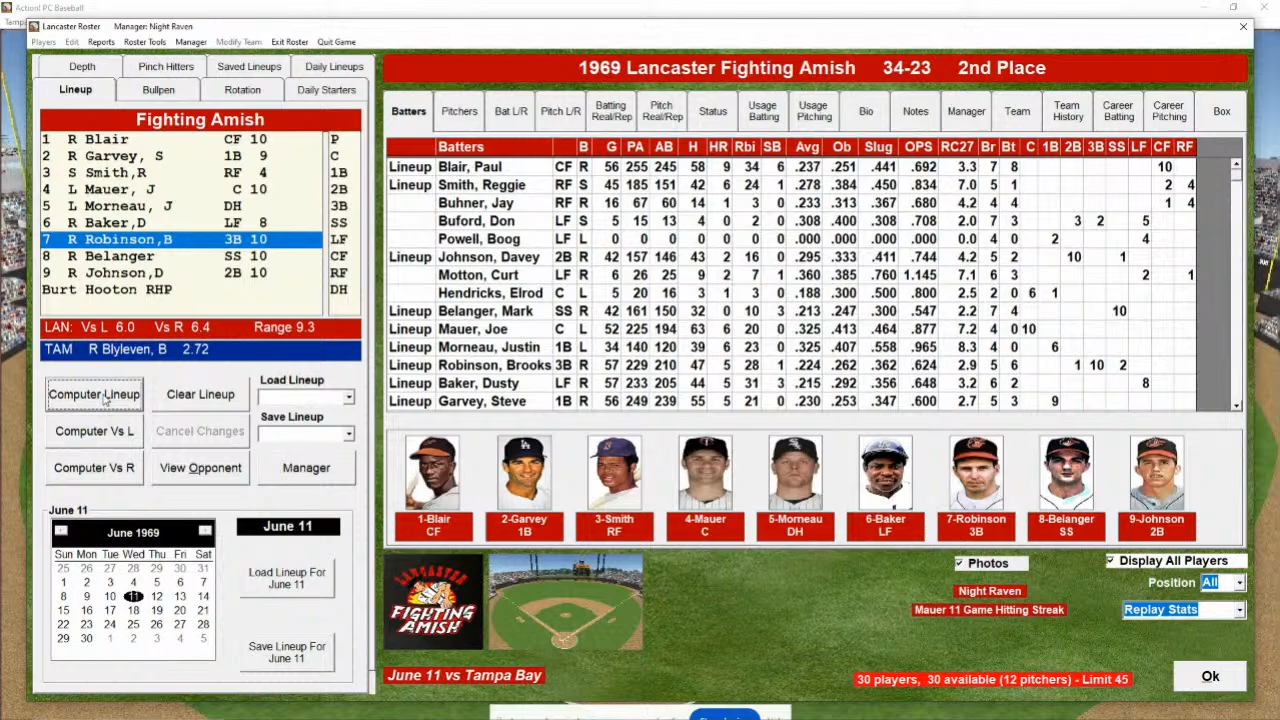 Action! PC Baseball
Lancaster Roster Manager: Night Raven
Players Edit Reports Roster Tools Manager Modify Team Exit Roster Quit Game
Depth Pinch Hitters Saved Lineups Daily Lineups
Lineup Bullpen Rotation Daily Starters
Fighting Amish
1 R Blair CF 10 P
2 R Garvey, S 1B 9 C
3 S Smith,R RF 4 1B
4 L Mauer, J C 10 2B
5 L Morneau, J DH 3B
6 R Baker,D LF 8 SS
7 R Robinson,B 3B 10 LF
8 R Belanger SS 10 CF
9 R Johnson,D 2B 10 RF
Burt Hooton RHP DH
LAN: Vs L 6.0 Vs R 6.4 Range 9.3
TAM R Blyleven, B 2.72
Computer Lineup Clear Lineup Load Lineup
Computer Vs L Cancel Changes Save Lineup
Computer Vs R View Opponent Manager
June 11
June 1969
Sun Mon Tue Wed Thu Fri Sat
25 26 27 28 29 30 31
1 2 3 4 5 6 7
8 9 10 11 12 13 14
15 16 17 18 19 20 21
22 23 24 25 26 27 28
29 30 1 2 3 4 5
June 11
Load Lineup For
June 11
Save Lineup For
June 11
1969 Lancaster Fighting Amish 34-23 2nd Place
Batters Pitchers Bat L/R Pitch L/R Batting Real/Rep Pitch Real/Rep Status Usage Batting Usage Pitching Bio Notes Manager Team Team History Career Batting Career Pitching Box
Batters B G PA AB H HR Rbi SB Avg Ob Slug OPS RC27 Br Bt C 1B 2B 3B SS LF CF RF
Lineup Blair, Paul CF R 56 255 245 58 9 34 6 .237 .251 .441 .692 3.3 7 8 10
Lineup Smith, Reggie RF S 45 185 151 42 6 24 1 .278 .384 .450 .834 7.0 5 1 2 4
Buhner, Jay RF R 16 67 60 14 1 3 0 .233 .313 .367 .680 4.2 4 4 1 4
Buford, Don LF S 5 15 13 4 0 2 0 .308 .400 .308 .708 2.0 7 3 3 2 5
Powell, Boog LF L 0 0 0 0 0 0 0 .000 .000 .000 .000 0.0 4 0 2 4
Lineup Johnson, Davey 2B R 42 157 146 43 2 16 0 .295 .333 .411 .744 4.2 5 2 10 1
Motton, Curt LF R 6 26 25 9 2 7 1 .360 .385 .760 1.145 7.1 6 3 2 1
Hendricks, Elrod C L 5 20 16 3 1 3 0 .188 .300 .500 .800 2.5 2 0 6 1
Lineup Belanger, Mark SS R 42 161 150 32 0 10 3 .213 .247 .300 .547 2.2 7 4 10
Lineup Mauer, Joe C L 52 225 194 63 6 20 0 .325 .413 .464 .877 7.2 4 0 10
Lineup Morneau, Justin 1B L 34 140 120 39 6 23 0 .325 .407 .558 .965 8.3 4 0 6
Lineup Robinson, Brooks 3B R 57 229 210 47 5 28 1 .224 .262 .362 .624 2.9 5 6 1 10 2
Lineup Baker, Dusty LF R 57 233 205 44 5 31 3 .215 .292 .356 .648 3.2 6 2 8
Lineup Garvey, Steve 1B R 56 249 239 55 5 21 0 .230 .253 .347 .600 2.7 5 3 9
1-Blair 2-Garvey 3-Smith 4-Mauer 5-Morneau 6-Baker 7-Robinson 8-Belanger 9-Johnson
CF 1B RF C DH LF 3B SS 2B
LANCASTER
FIGHTING
AMISH
Photos
Display All Players
Position All
Night Raven
Mauer 11 Game Hitting Streak
Replay Stats
June 11 vs Tampa Bay
30 players, 30 available (12 pitchers) - Limit 45
Ok